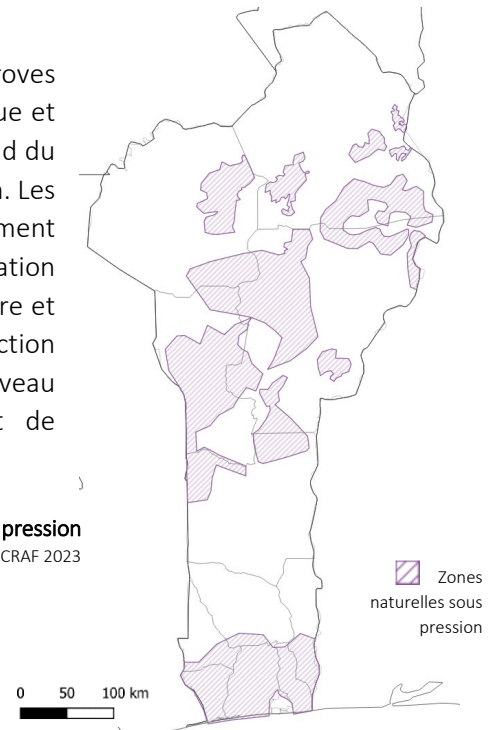 roves
ue et
d du
. Les
ment
ation
re et
ction
veau
t de
pression
CRAF 2023
Zones
naturelles sous
pression
0 50 100 km